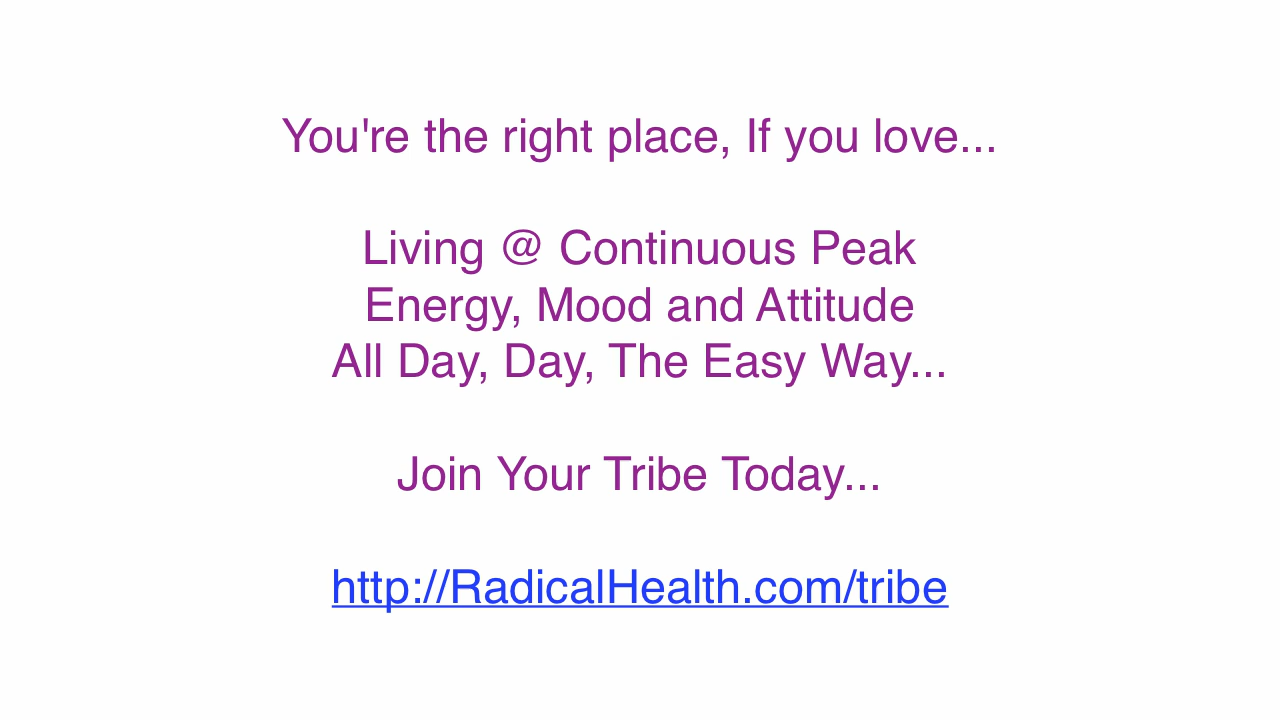 You're the right place, If you love...
Living @ Continuous Peak
Energy, Mood and Attitude
All Day, Day, The Easy Way...
Join Your Tribe Today...
http://RadicalHealth.com/tribe